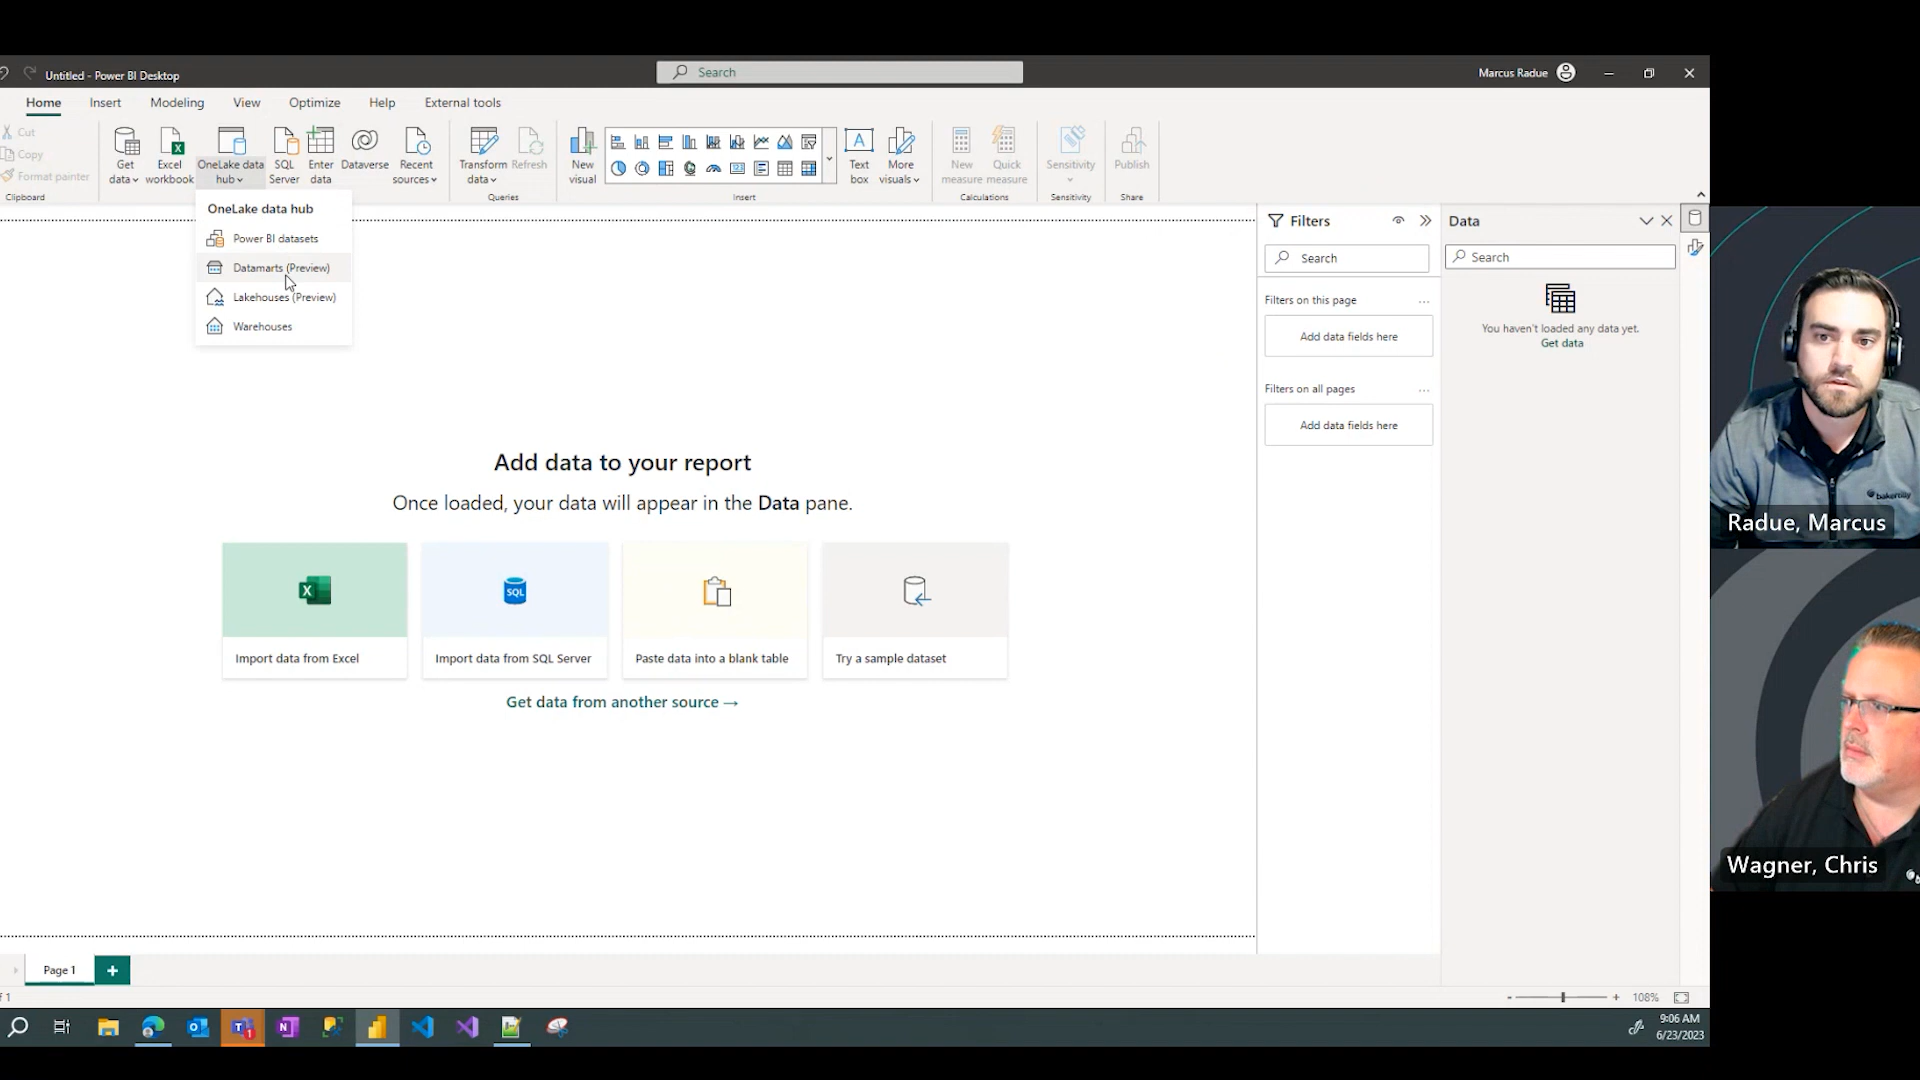 Untitled - Power BI Desktop
Search
Marcus Radue
Home
Insert
Modeling
View
Optimize
Help
External tools
Cut
Copy
Format painter
Clipboard
Get data
Excel workbook
OneLake data hub
SQL Server
Enter data
Dataverse
Recent sources
Transform data
Refresh
Queries
New visual
A
Text box
More visuals
Insert
New measure
Quick measure
Calculations
Sensitivity
Sensitivity
Publish
Share
OneLake data hub
Power BI datasets
Datamarts (Preview)
Lakehouses (Preview)
Warehouses
Filters
Search
Filters on this page
...
Add data fields here
Filters on all pages
...
Add data fields here
Data
Search
You haven't loaded any data yet.
Get data
Add data to your report
Once loaded, your data will appear in the Data pane.
X
SQL
Import data from Excel
Import data from SQL Server
Paste data into a blank table
Try a sample dataset
Get data from another source →
Page 1
+
f 1
- + 108%
9:06 AM
6/23/2023
bakertilly
Radue, Marcus
Wagner, Chris